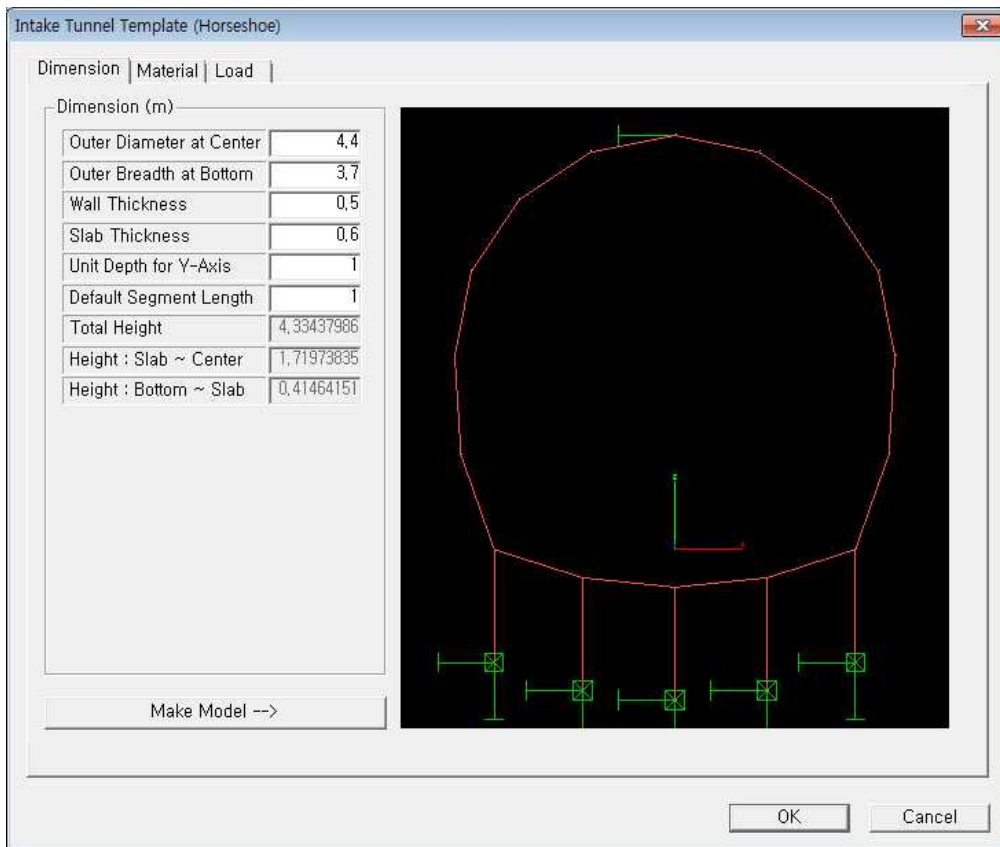 Intake Tunnel Template (Horseshoe)
Dimension Material Load
Dimension (m)
Outer Diameter at Center 4,4
Outer Breadth at Bottom 3,7
Wall Thickness 0,5
Slab Thickness 0,6
Unit Depth for Y-Axis 1
Default Segment Length 1
Total Height 4,33437986
Height : Slab ~ Center 1,71973835
Height : Bottom ~ Slab 0,41464151
Make Model -->
OK Cancel